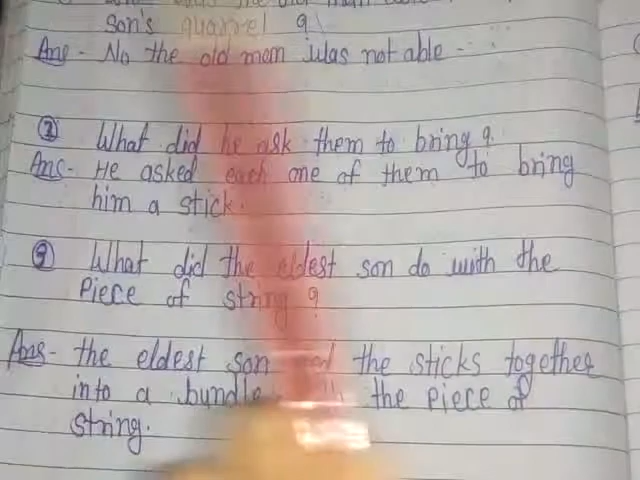 son's quarrel ?
Ans - No the old man was not able -
② What did he ask them to bring ?
Ans - He asked each one of them to bring
him a stick.
③ What did the eldest son do with the
Piece of string ?
Ans - the eldest son the sticks together
into a bundle the piece of
string.